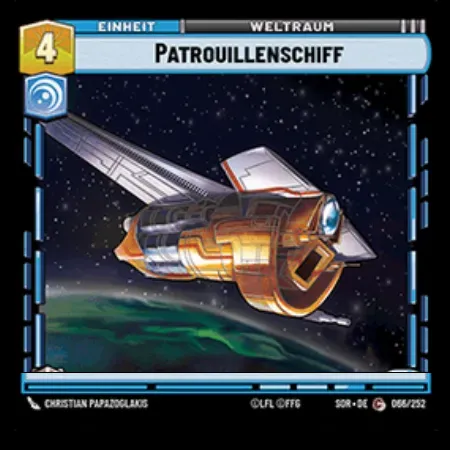 EINHEIT WELTRAUM
4 PATROUILLENSCHIFF
CHRISTIAN PAPAZOGLAKIS ©LFL ©FFG SOR • DE C 066/252